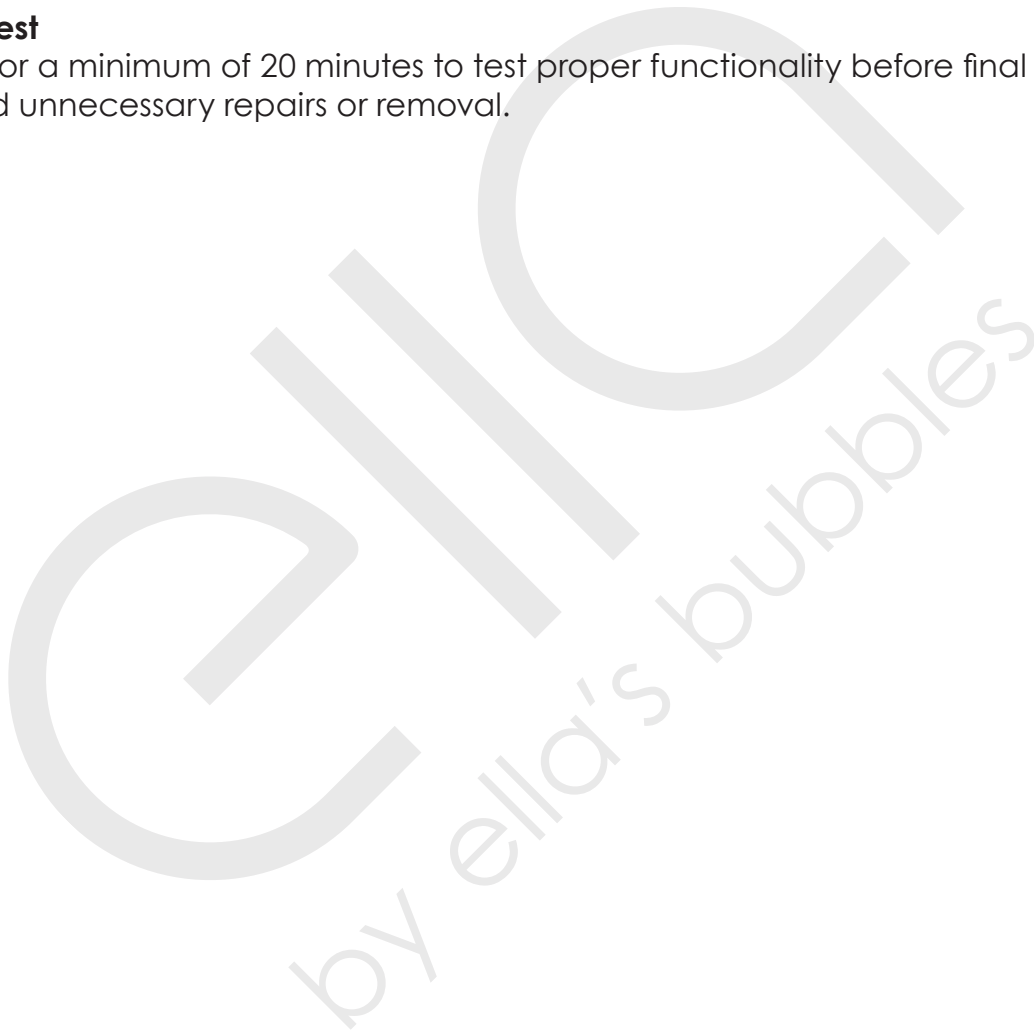 est
or a minimum of 20 minutes to test proper functionality before final
d unnecessary repairs or removal.
ella
by ella's bubbles